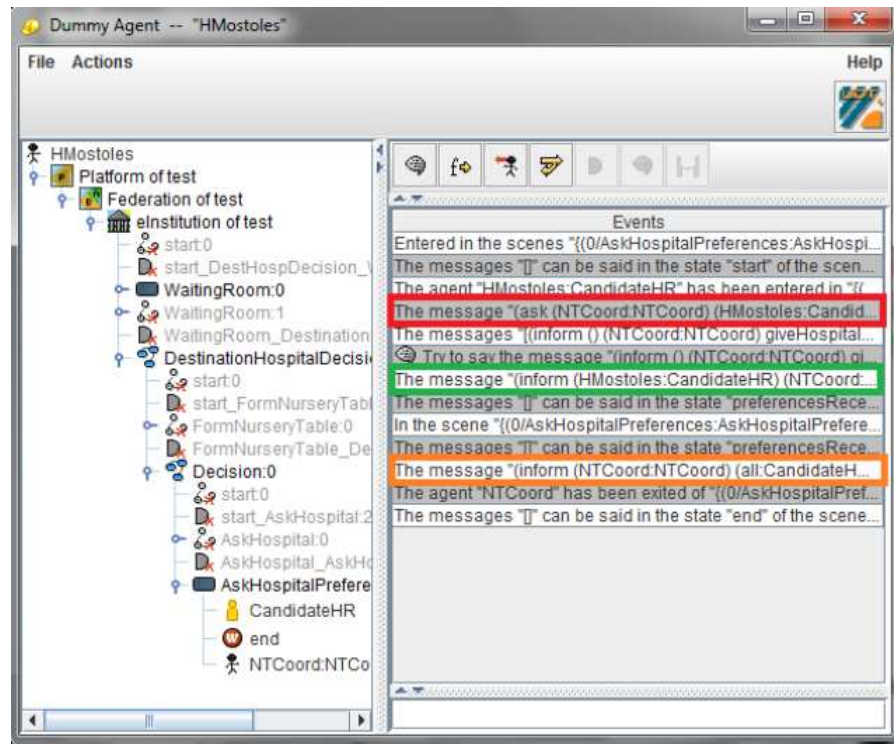 Dummy Agent -- "HMostoles"
File Actions
Help
HMostoles
Platform of test
Federation of test
eInstitution of test
start:0
start_DestHospDecision_
WaitingRoom:0
WaitingRoom:1
WaitingRoom_Destination
DestinationHospitalDecisi
start:0
start_FormNurseryTabl
FormNurseryTable:0
FormNurseryTable_De
Decision:0
start:0
start_AskHospital:2
AskHospital:0
AskHospital_AskHo
AskHospitalPrefere
CandidateHR
end
NTCoord:NTCo
Events
Entered in the scenes "{(0/AskHospitalPreferences:AskHospi...
The messages "[]" can be said in the state "start" of the scen...
The agent "HMostoles:CandidateHR" has been entered in "{(
The message "(ask (NTCoord:NTCoord) (HMostoles:Candid...
The messages "[(inform () (NTCoord:NTCoord) giveHospital...
Try to say the message "(inform () (NTCoord:NTCoord) gi
The message "(inform (HMostoles:CandidateHR) (NTCoord:...
The messages "[]" can be said in the state "preferencesRece...
In the scene "{(0/AskHospitalPreferences:AskHospitalPrefere...
The messages "[]" can be said in the state "preferencesRece...
The message "(inform (NTCoord:NTCoord) (all:CandidateH...
The agent "NTCoord" has been exited of "{(0/AskHospitalPref...
The messages "[]" can be said in the state "end" of the scene...